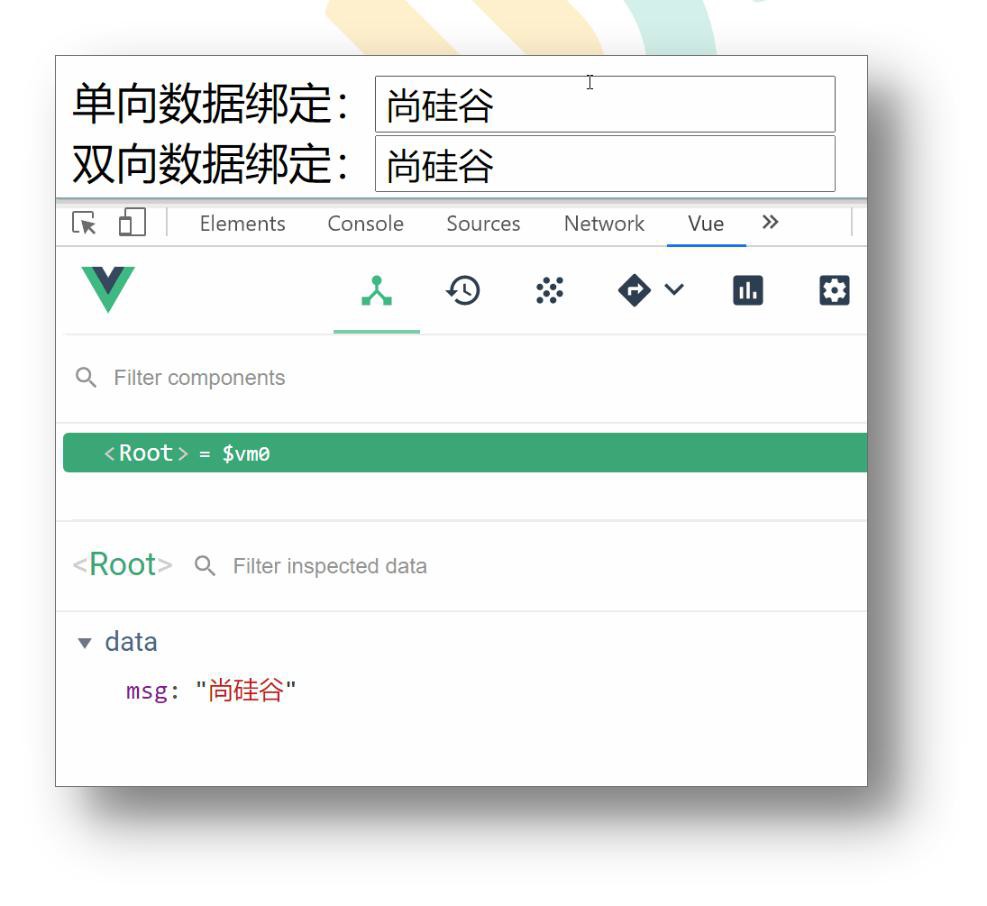 单向数据绑定： 尚硅谷
双向数据绑定： 尚硅谷
Elements Console Sources Network Vue »
Filter components
<Root> = $vm0
<Root> Filter inspected data
data
msg: "尚硅谷"